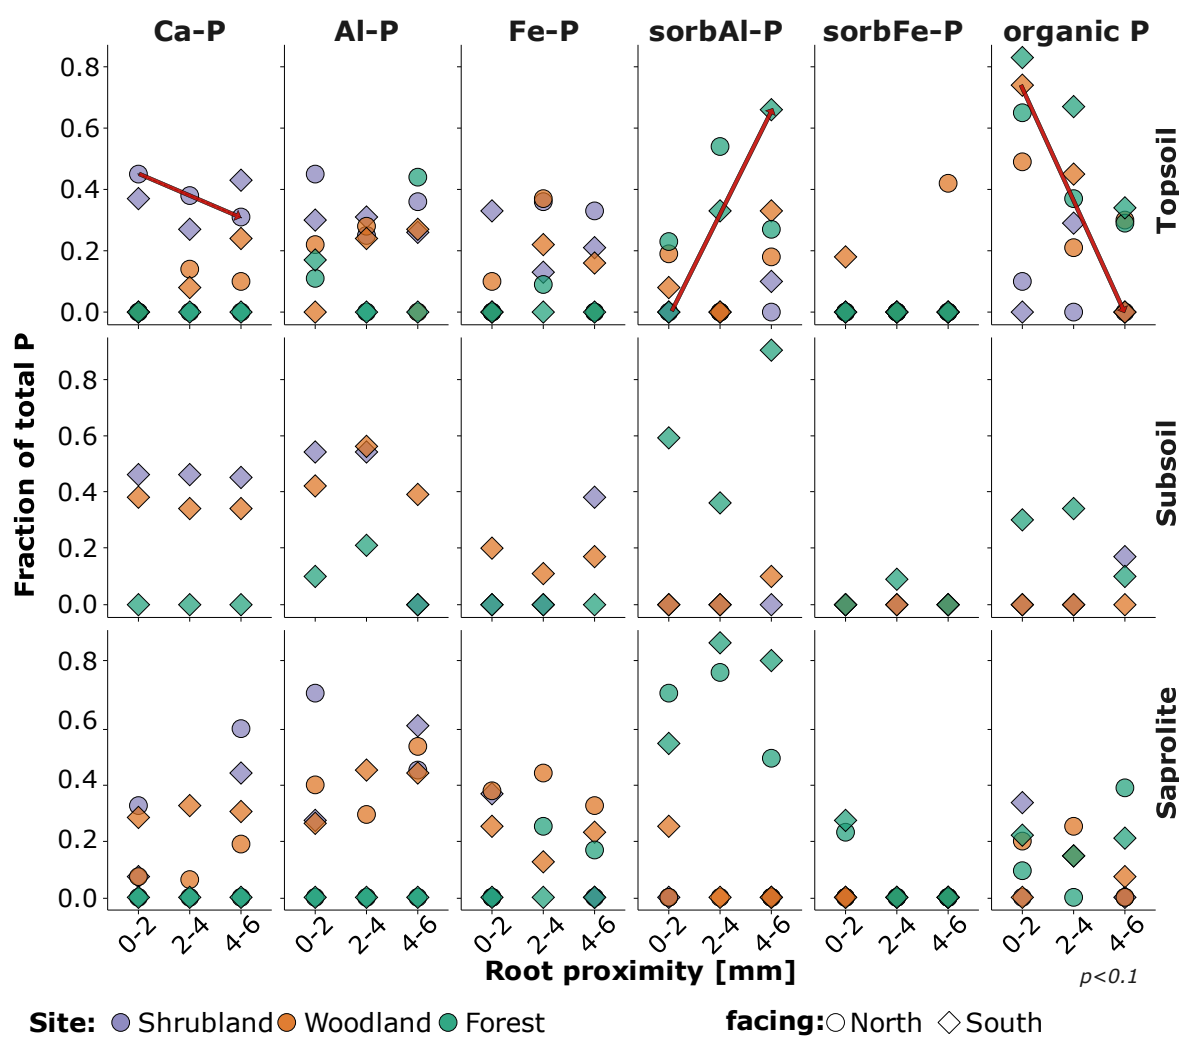 Ca-P Al-P Fe-P sorbAl-P sorbFe-P organic P
Fraction of total P
0.8
0.6
0.4
0.2
0.0
Topsoil
0.8
0.6
0.4
0.2
0.0
Subsoil
0.8
0.6
0.4
0.2
0.0
Saprolite
0-2 2-4 4-6 0-2 2-4 4-6 0-2 2-4 4-6 0-2 2-4 4-6 0-2 2-4 4-6 0-2 2-4 4-6
Root proximity [mm]
p<0.1
Site: Shrubland Woodland Forest facing: North South